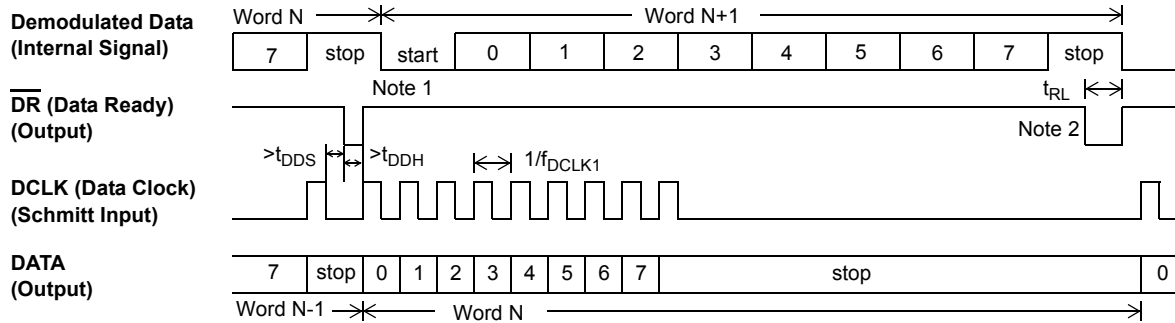 Demodulated Data
(Internal Signal)
Word N
Word N+1
7 stop start 0 1 2 3 4 5 6 7 stop
DR (Data Ready)
(Output)
Note 1
tRL
Note 2
>tDDS >tDDH 1/fDCLK1
DCLK (Data Clock)
(Schmitt Input)
DATA
(Output)
7 stop 0 1 2 3 4 5 6 7 stop 0
Word N-1 Word N